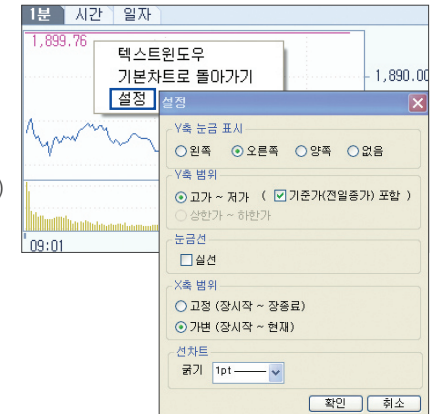 1분 시간 일자
1,899.76
텍스트윈도우
기본차트로 돌아가기
설정
1,890.00
설정
Y축 눈금 표시
왼쪽 오른쪽 양쪽 없음
Y축 범위
고가 ~ 저가 ( 기준가(전일종가) 포함 )
상한가 ~ 하한가
눈금선
실선
X축 범위
고정 (장시작 ~ 장종료)
가변 (장시작 ~ 현재)
선차트
굵기 1pt
확인 취소
)
09:01